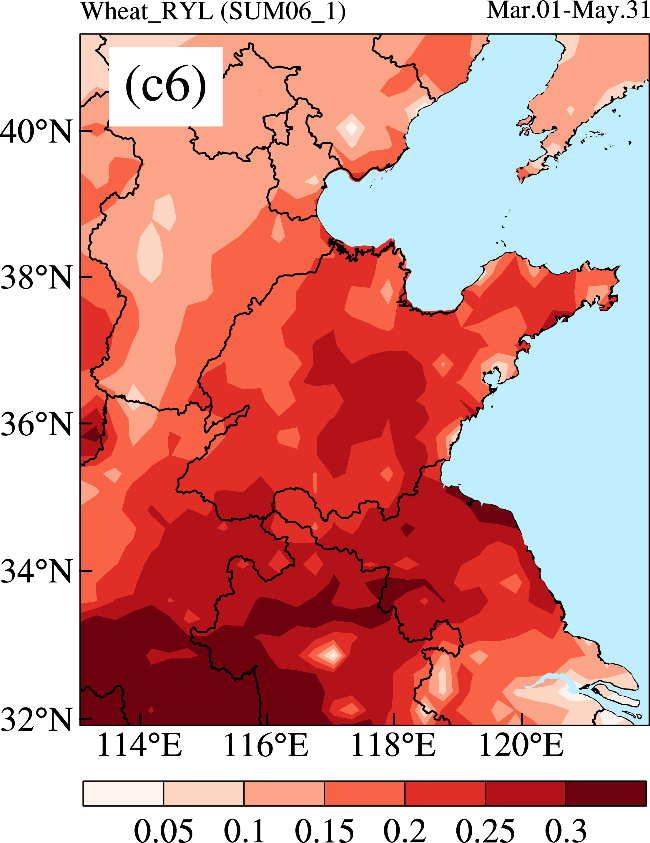 Wheat_RYL (SUM06_1) Mar.01-May.31
(c6)
40°N
38°N
36°N
34°N
32°N
114°E 116°E 118°E 120°E
0.05 0.1 0.15 0.2 0.25 0.3